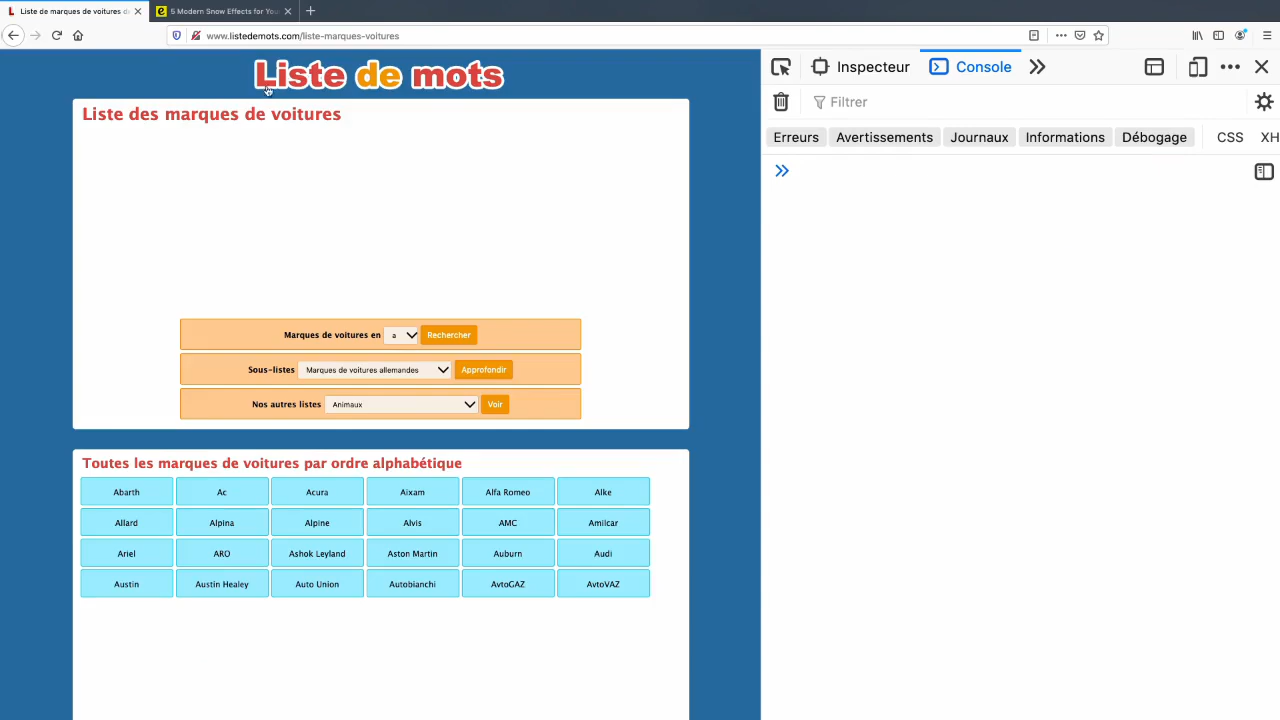 Liste de marques de voitures d
5 Modern Snow Effects for You
www.listedemots.com/liste-marques-voitures
Liste de mots
Liste des marques de voitures
Marques de voitures en a Rechercher
Sous-listes Marques de voitures allemandes Approfondir
Nos autres listes Animaux Voir
Toutes les marques de voitures par ordre alphabétique
Abarth Ac Acura Aixam Alfa Romeo Alke
Allard Alpina Alpine Alvis AMC Amilcar
Ariel ARO Ashok Leyland Aston Martin Auburn Audi
Austin Austin Healey Auto Union Autobianchi AvtoGAZ AvtoVAZ
Inspecteur Console
Filtrer
Erreurs Avertissements Journaux Informations Débogage CSS XH